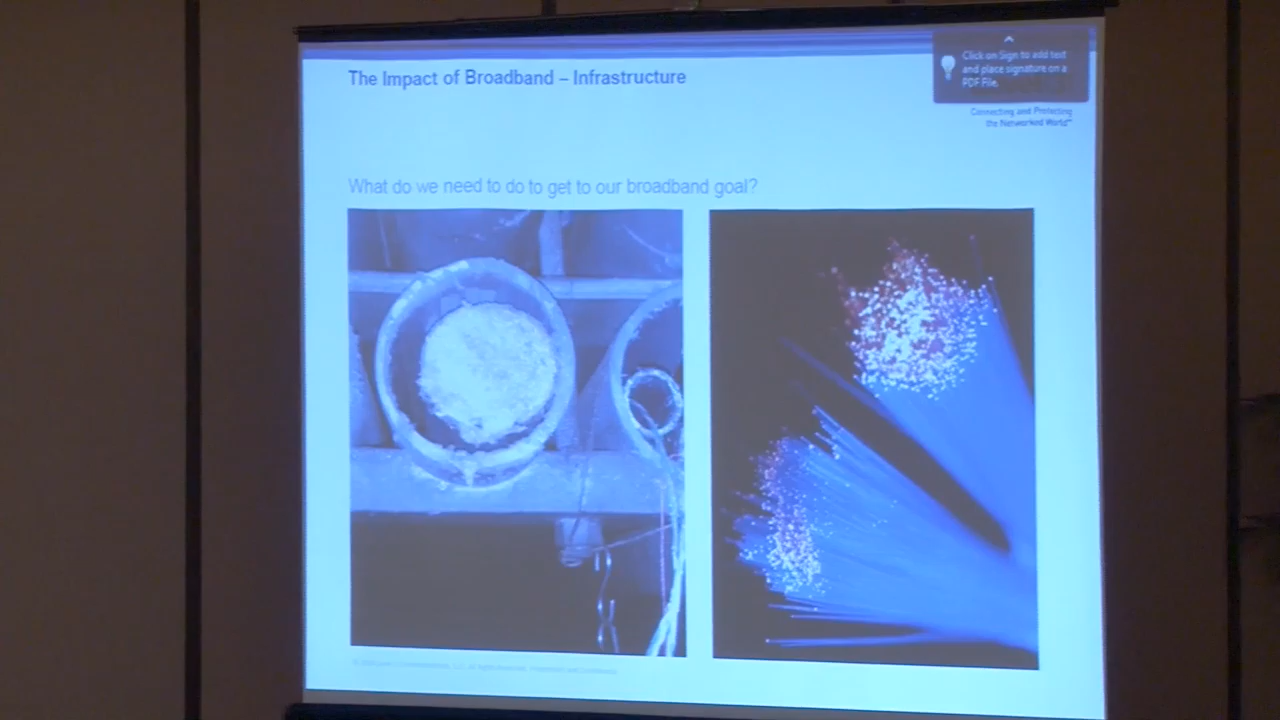 The Impact of Broadband – Infrastructure
Click on Sign to add text
and place signature on a
PDF File.
Connecting and Protecting
the Networked World™
What do we need to do to get to our broadband goal?